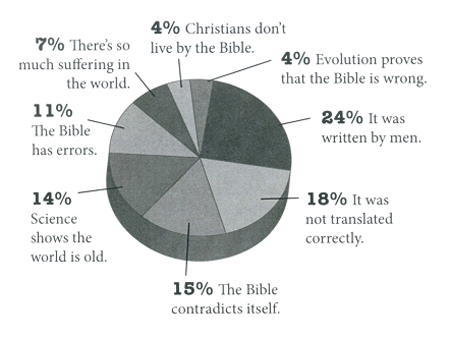 4% Christians don't
live by the Bible.
4% Evolution proves
that the Bible is wrong.
24% It was
written by men.
18% It was
not translated
correctly.
15% The Bible
contradicts itself.
14%
Science
shows the
world is old.
11%
The Bible
has errors.
7% There's so
much suffering in
the world.